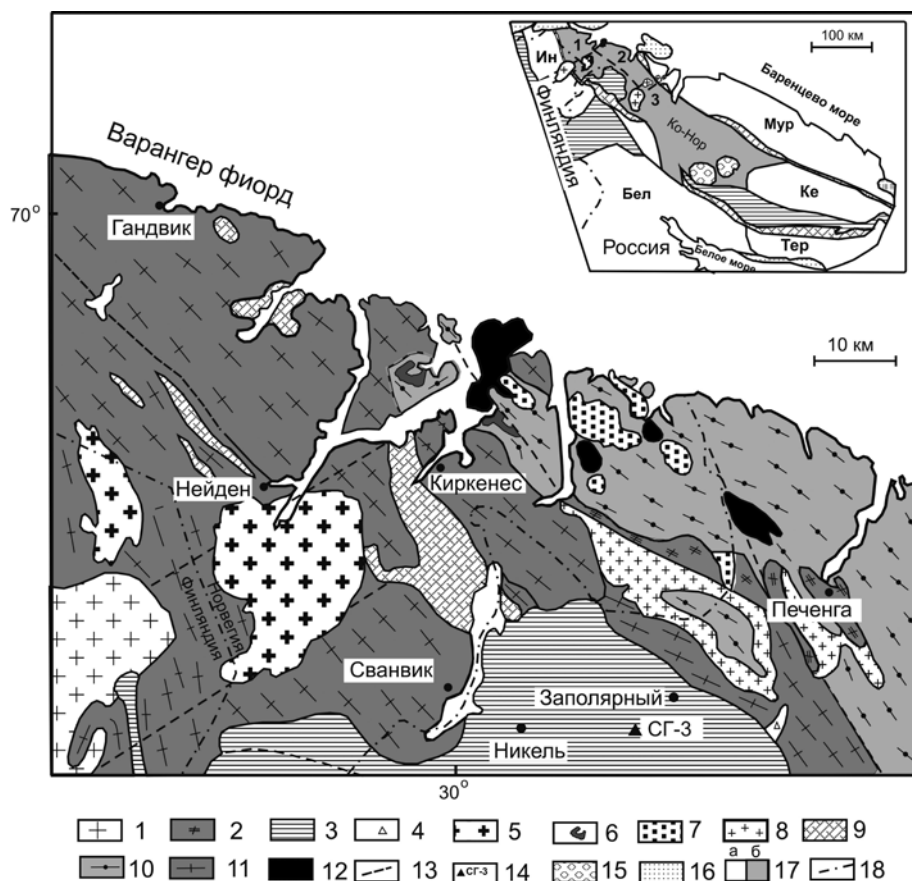 100 км
1
2
3
Ин
ФИНЛЯНДИЯ
Баренцево море
Мур
Ко-Нор
Бел
Ке
Тер
Россия
Белое море
Варангер фиорд
70°
Гандвик
10 км
Нейден
Киркенес
Норвегия
Финляндия
Печенга
Сванвик
Заполярный
СГ-3
Никель
30°
1 2 3 4 5 6 7 8 9
а б
10 11 12 13 СГ-3 14 15 16 17 18